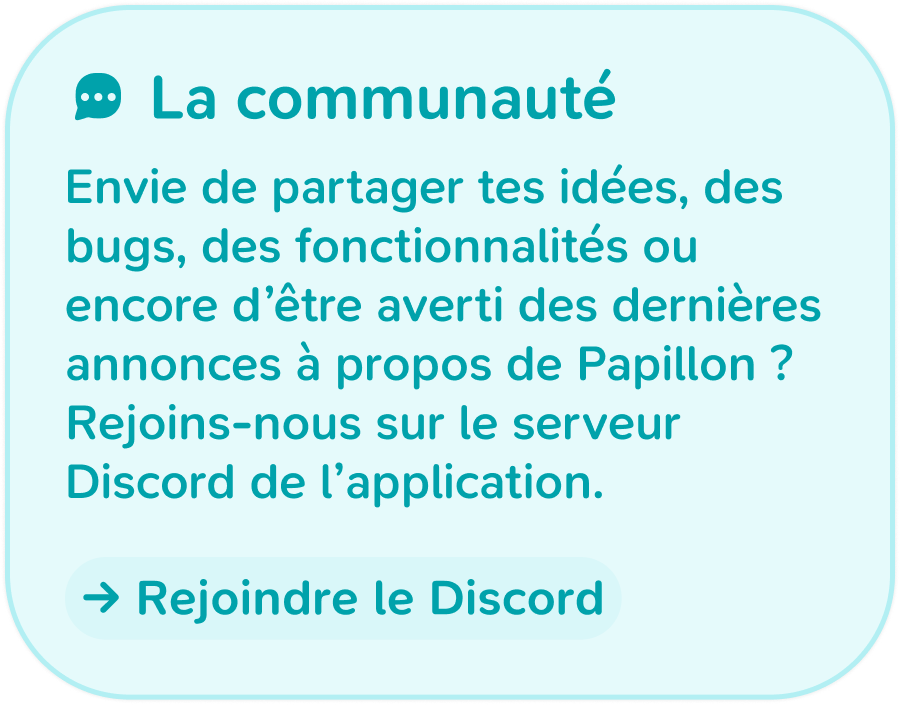 La communauté
Envie de partager tes idées, des
bugs, des fonctionnalités ou
encore d’être averti des dernières
annonces à propos de Papillon ?
Rejoins-nous sur le serveur
Discord de l’application.
→ Rejoindre le Discord